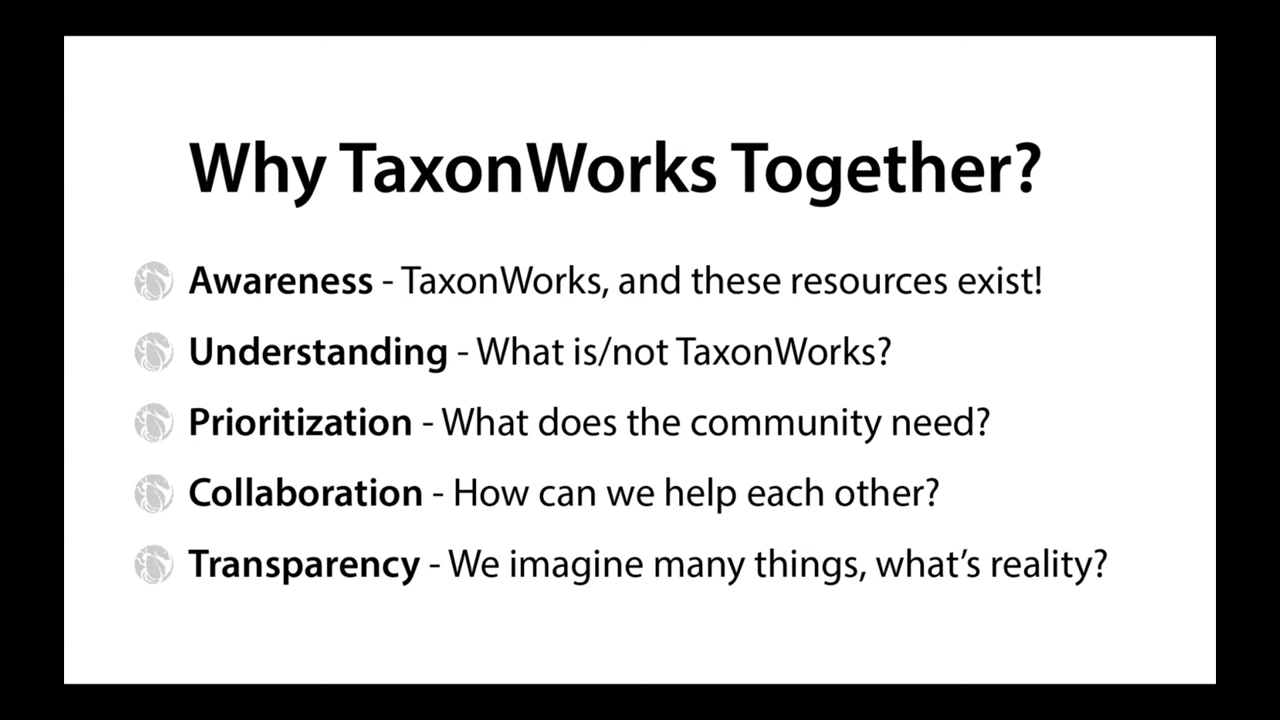 Why TaxonWorks Together?
Awareness - TaxonWorks, and these resources exist!
Understanding - What is/not TaxonWorks?
Prioritization - What does the community need?
Collaboration - How can we help each other?
Transparency - We imagine many things, what’s reality?